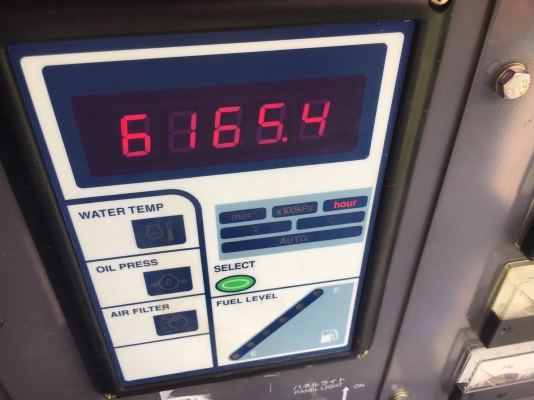 6165.4
WATER TEMP
min⁻¹ x100kPa hour
V C
AUTO
OIL PRESS
SELECT
AIR FILTER
FUEL LEVEL
F
E
パネルライト
PANEL LIGHT ON
Hz